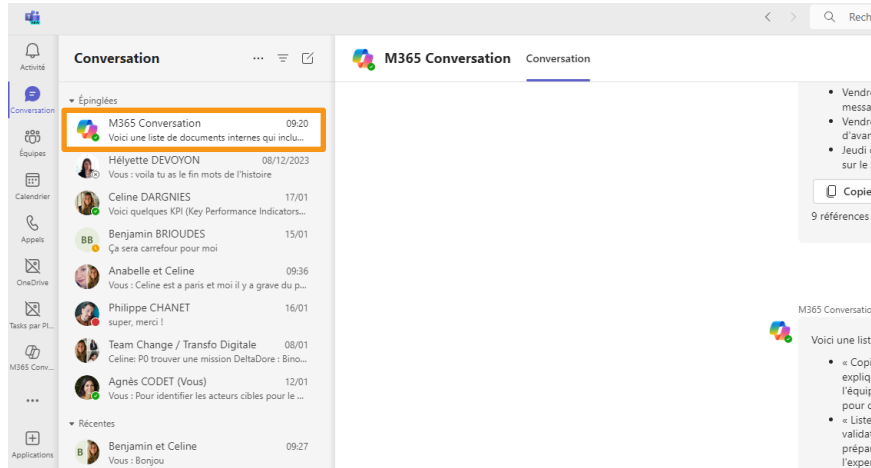 Rech
Activité
Conversation
Équipes
Calendrier
Appels
OneDrive
Tasks par Pl...
M365 Conv...
Applications
Conversation
Épinglées
M365 Conversation 09:20
Voici une liste de documents internes qui inclu...
Hélyette DEVOYON 08/12/2023
Vous : voila tu as le fin mots de l'histoire
Celine DARGNIES 17/01
Voici quelques KPI (Key Performance Indicators...
BB
Benjamin BRIOUDES 15/01
Ça sera carrefour pour moi
Anabelle et Celine 09:36
Vous : Celine est a paris et moi il y a grave du p...
Philippe CHANET 16/01
super, merci !
Team Change / Transfo Digitale 08/01
Celine: P0 trouver une mission DeltaDore : Bino...
Agnès CODET (Vous) 12/01
Vous : Pour identifier les acteurs cibles pour le ...
Récentes
B
Benjamin et Celine 09:27
Vous : Bonjou
M365 Conversation Conversation
Vendre
messa
Vendre
d'avan
Jeudi
sur le
Copie
9 références
M365 Conversatio
Voici une list
« Copi
expliq
l'équip
pour c
« Liste
validat
prépar
l'exper